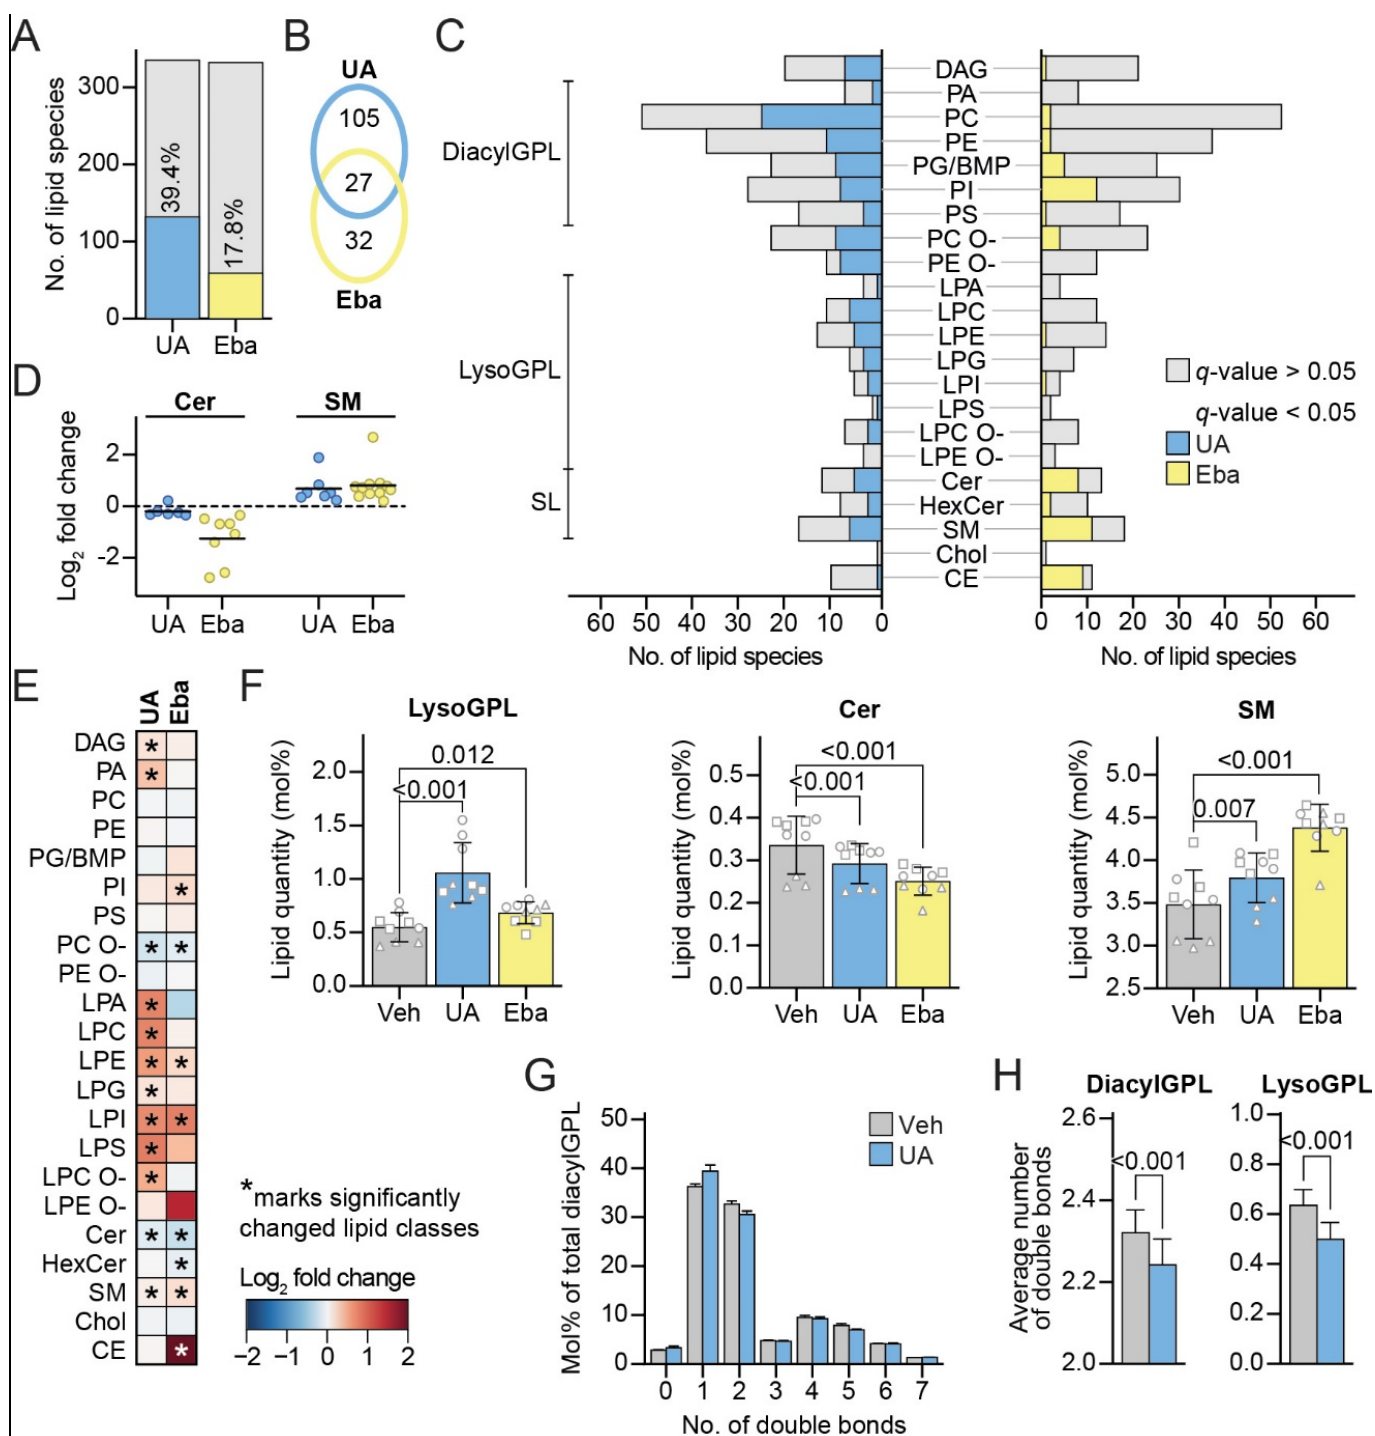 A
No. of lipid species
300
200
100
0
39.4%
17.8%
UA
Eba
B
UA
105
27
32
Eba
C
DiacylGPL
LysoGPL
SL
DAG
PA
PC
PE
PG/BMP
PI
PS
PC O-
PE O-
LPA
LPC
LPE
LPG
LPI
LPS
LPC O-
LPE O-
Cer
HexCer
SM
Chol
CE
60 50 40 30 20 10 0
No. of lipid species
0 10 20 30 40 50 60
No. of lipid species
q-value > 0.05
q-value < 0.05
UA
Eba
D
Cer SM
Log2 fold change
2
0
-2
UA Eba UA Eba
E
UA Eba
DAG *
PA *
PC
PE
PG/BMP
PI *
PS
PC O- * *
PE O-
LPA *
LPC *
LPE * *
LPG *
LPI * *
LPS *
LPC O- *
LPE O-
Cer * *
HexCer *
SM * *
Chol
CE *
*marks significantly
changed lipid classes
Log2 fold change
−2 −1 0 1 2
F
LysoGPL
Lipid quantity (mol%)
2.0
1.5
1.0
0.5
0.0
0.012
<0.001
Veh UA Eba
Cer
Lipid quantity (mol%)
0.5
0.4
0.3
0.2
0.1
0.0
<0.001
<0.001
Veh UA Eba
SM
Lipid quantity (mol%)
5.0
4.5
4.0
3.5
3.0
2.5
<0.001
0.007
Veh UA Eba
G
Mol% of total diacylGPL
50
40
30
20
10
0
Veh
UA
0 1 2 3 4 5 6 7
No. of double bonds
H
DiacylGPL
Average number
of double bonds
2.6
2.4
2.2
2.0
<0.001
LysoGPL
1.0
0.8
0.6
0.4
0.2
0.0
<0.001